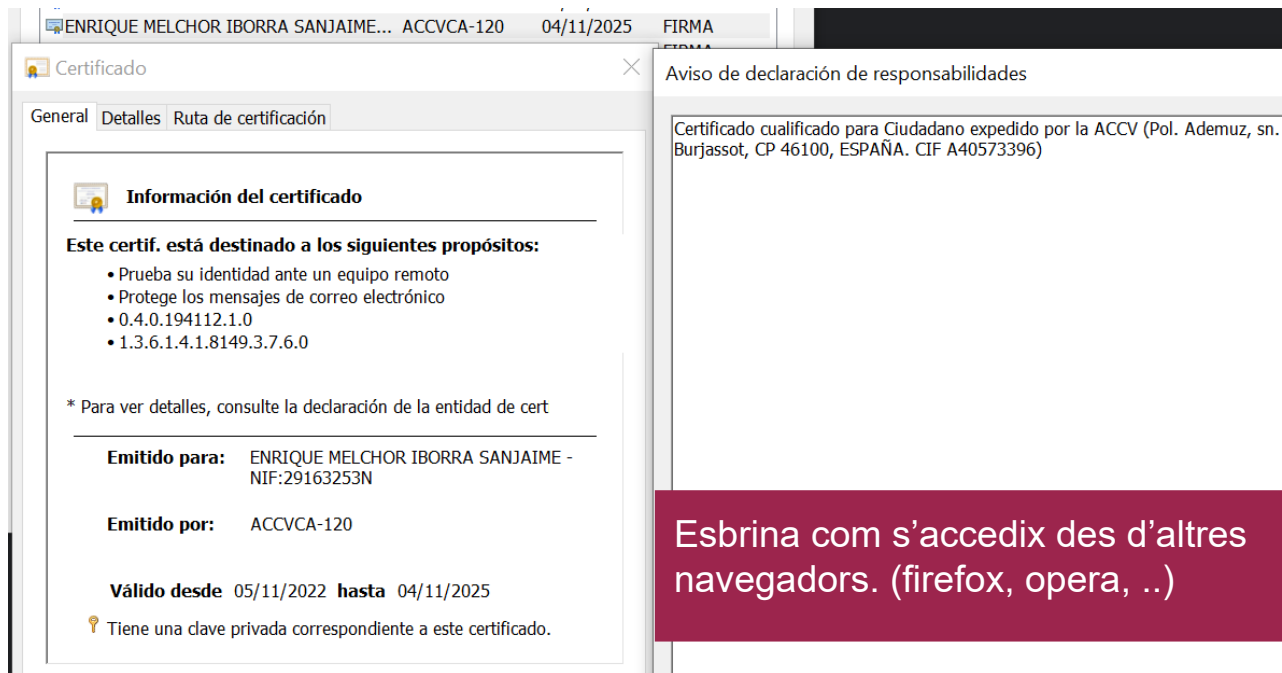 ENRIQUE MELCHOR IBORRA SANJAIME... ACCVCA-120 04/11/2025 FIRMA
Certificado
General Detalles Ruta de certificación
Información del certificado
Este certif. está destinado a los siguientes propósitos:
• Prueba su identidad ante un equipo remoto
• Protege los mensajes de correo electrónico
• 0.4.0.194112.1.0
• 1.3.6.1.4.1.8149.3.7.6.0
* Para ver detalles, consulte la declaración de la entidad de cert
Emitido para: ENRIQUE MELCHOR IBORRA SANJAIME -
NIF:29163253N
Emitido por: ACCVCA-120
Válido desde 05/11/2022 hasta 04/11/2025
Tiene una clave privada correspondiente a este certificado.
Aviso de declaración de responsabilidades
Certificado cualificado para Ciudadano expedido por la ACCV (Pol. Ademuz, sn.
Burjassot, CP 46100, ESPAÑA. CIF A40573396)
Esbrina com s’accedix des d’altres
navegadors. (firefox, opera, ..)